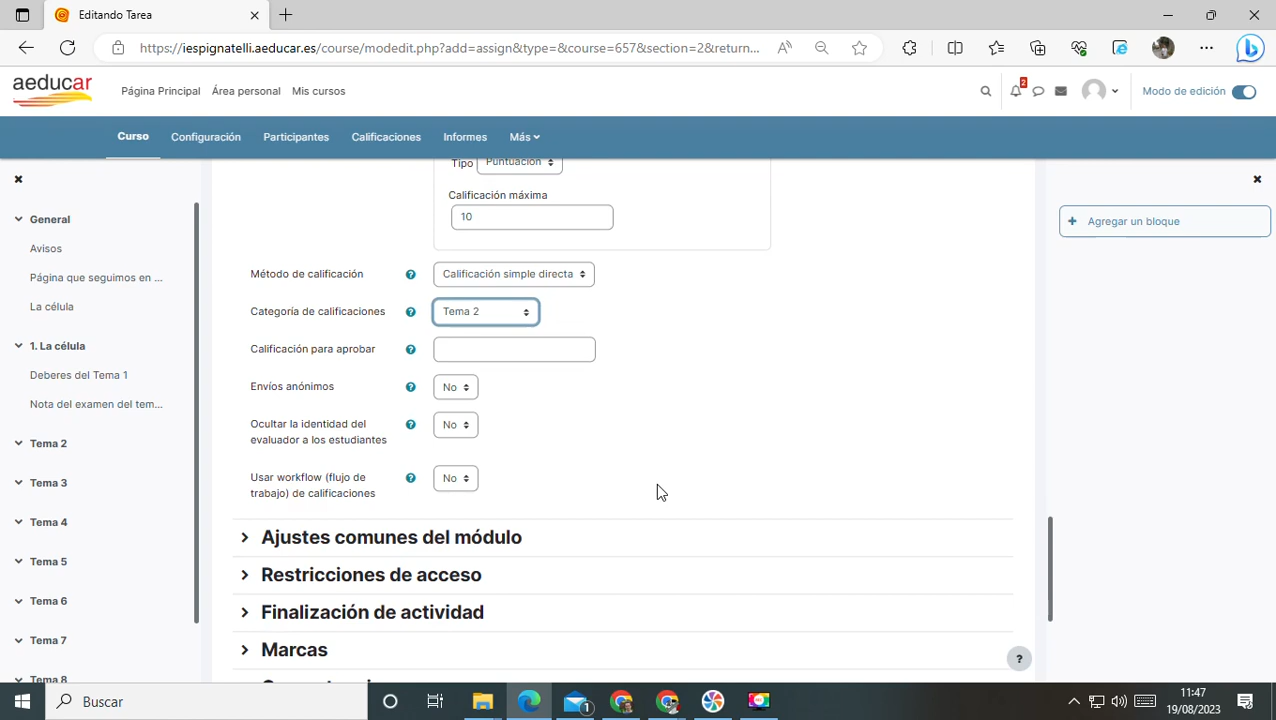 Editando Tarea
https://iespignatelli.aeducar.es/course/modedit.php?add=assign&type=&course=657&section=2&return...
aeducar
Página Principal
Área personal
Mis cursos
2
Modo de edición
Curso
Configuración
Participantes
Calificaciones
Informes
Más
General
Avisos
Página que seguimos en ...
La célula
1. La célula
Deberes del Tema 1
Nota del examen del tem...
Tema 2
Tema 3
Tema 4
Tema 5
Tema 6
Tema 7
Tema 8
Tipo Puntuación
Calificación máxima
10
Método de calificación ? Calificación simple directa
Categoría de calificaciones ? Tema 2
Calificación para aprobar ?
Envíos anónimos ? No
Ocultar la identidad del
evaluador a los estudiantes ? No
Usar workflow (flujo de
trabajo) de calificaciones ? No
Ajustes comunes del módulo
Restricciones de acceso
Finalización de actividad
Marcas
+ Agregar un bloque
?
Buscar
1
11:47
19/08/2023